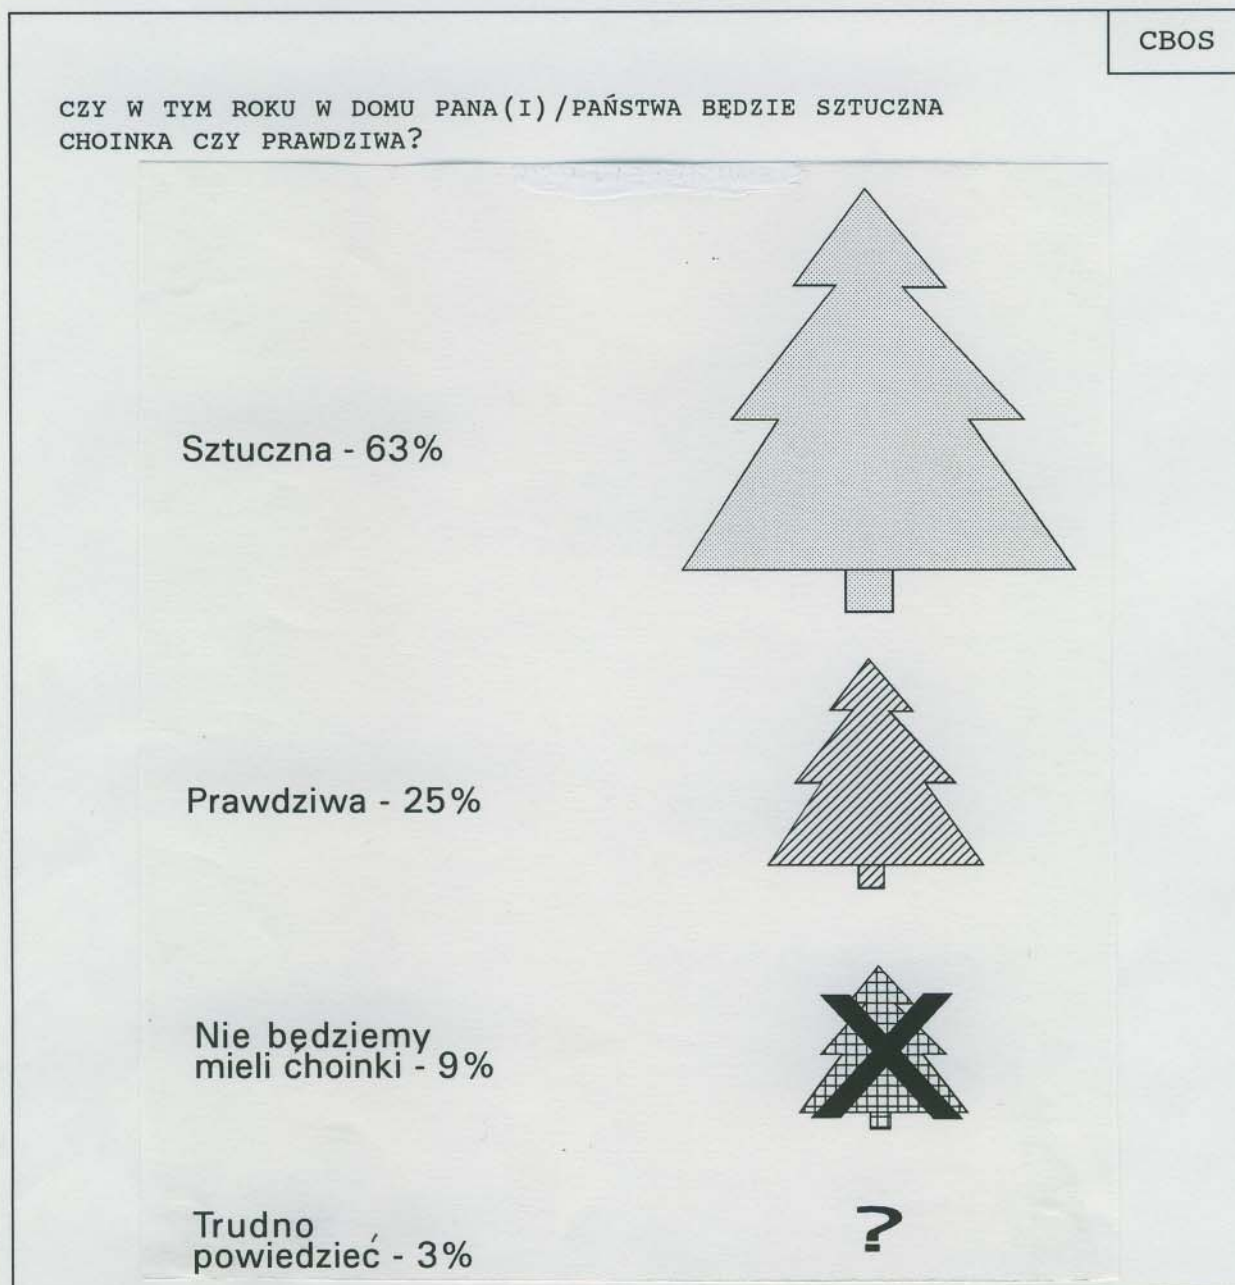 CBOS
CZY W TYM ROKU W DOMU PANA(I)/PAŃSTWA BĘDZIE SZTUCZNA
CHOINKA CZY PRAWDZIWA?
Sztuczna - 63%
Prawdziwa - 25%
Nie będziemy
mieli choinki - 9%
Trudno
powiedzieć - 3%
?